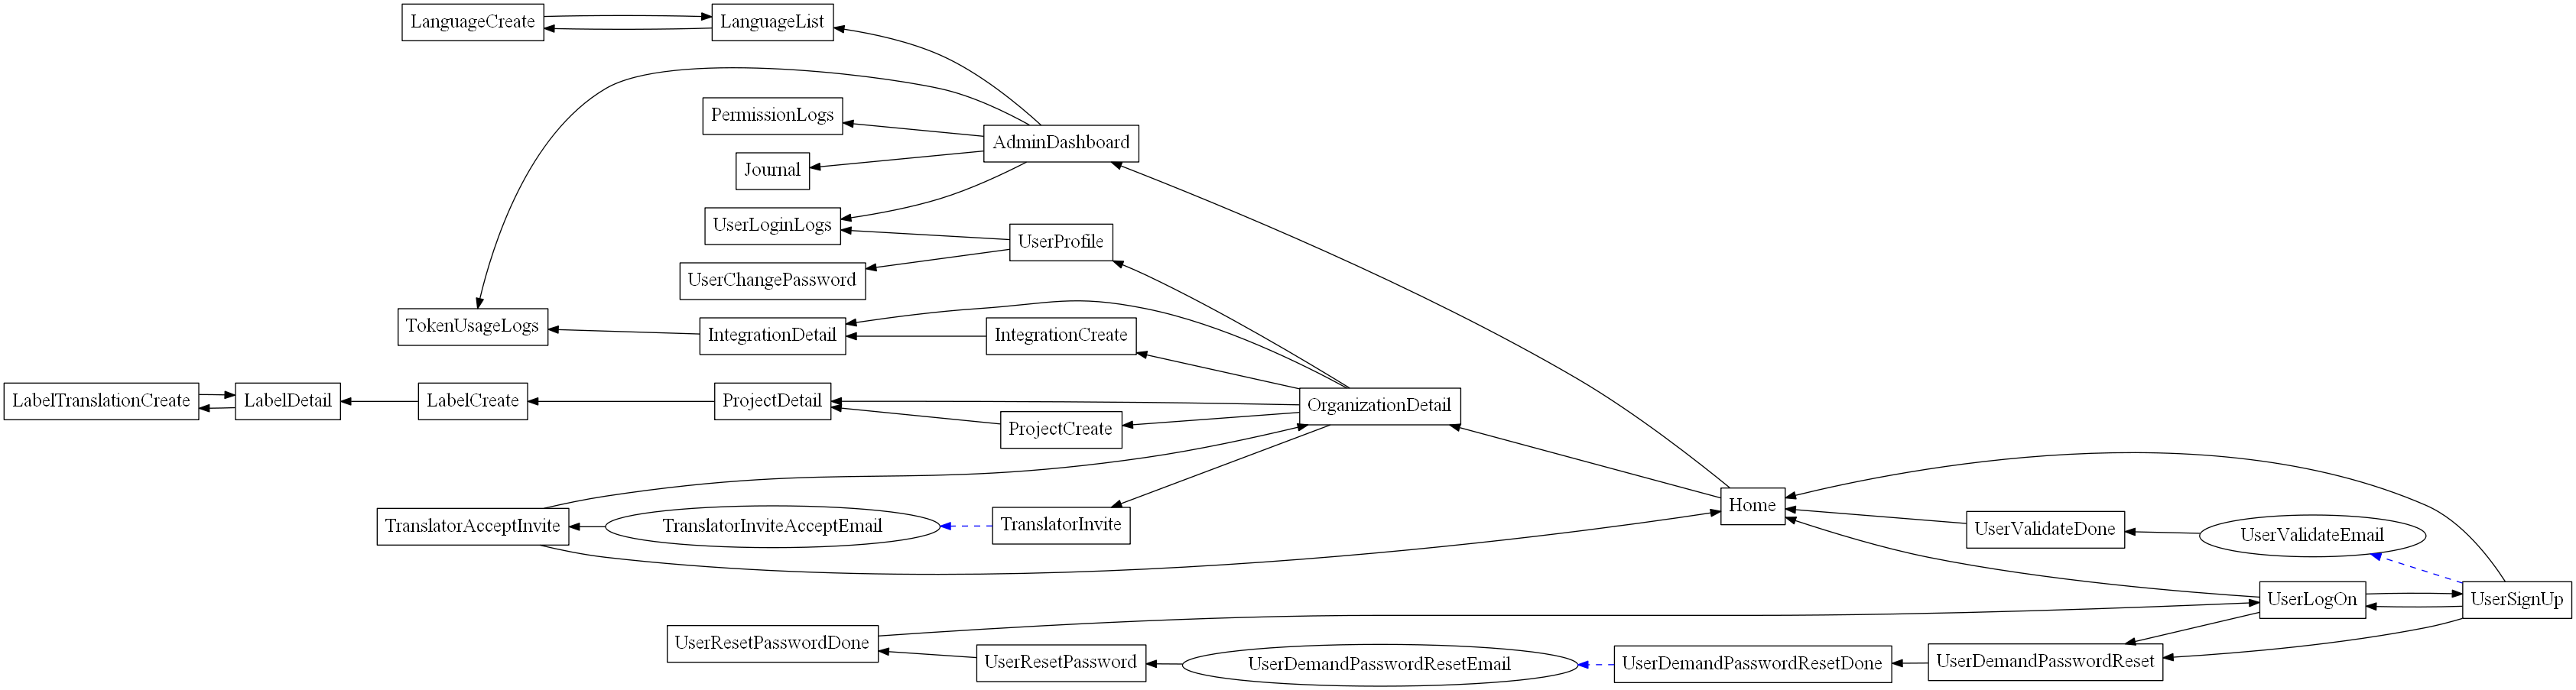 LanguageCreate
LanguageList
PermissionLogs
AdminDashboard
Journal
UserLoginLogs
UserProfile
UserChangePassword
TokenUsageLogs
IntegrationDetail
IntegrationCreate
LabelTranslationCreate
LabelDetail
LabelCreate
ProjectDetail
OrganizationDetail
ProjectCreate
Home
TranslatorAcceptInvite
TranslatorInviteAcceptEmail
TranslatorInvite
UserValidateDone
UserValidateEmail
UserLogOn
UserSignUp
UserResetPasswordDone
UserResetPassword
UserDemandPasswordResetEmail
UserDemandPasswordResetDone
UserDemandPasswordReset